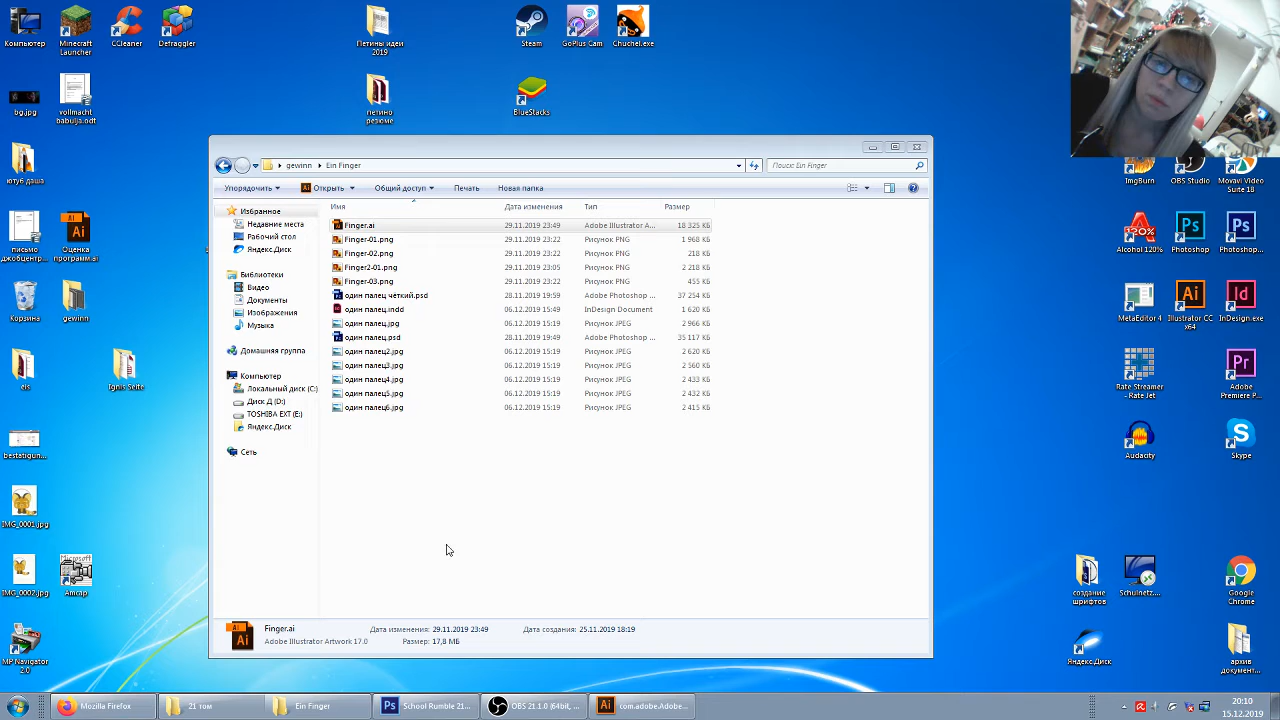 Компьютер
Minecraft Launcher
CCleaner
Defraggler
Петины идеи 2019
Steam
GoPlus Cam
Chuchel.exe
bg.jpg
vollmacht babulja.odt
петино резюме
BlueStacks
ютуб даша
ImgBurn
OBS Studio
Movavi Video Suite 18
письмо джобцентр...
Оценка программ.ai
Alcohol 120%
Photoshop
Photoshop...
Корзина
gewinn
MetaEditor 4
Illustrator CC x64
InDesign.exe
eis
Ignis Seite
Rate Streamer - Rate Jet
Adobe Premiere P...
bestatigun...
Audacity
Skype
IMG_0001.jpg
IMG_0002.jpg
Microsoft
Amcap
создание шрифтов
Schulnetz....
Google Chrome
MP Navigator 2.0
Яндекс.Диск
архив документ...
gewinn
Ein Finger
Поиск: Ein Finger
Упорядочить
Открыть
Общий доступ
Печать
Новая папка
Избранное
Недавние места
Рабочий стол
Яндекс.Диск
Библиотеки
Видео
Документы
Изображения
Музыка
Домашняя группа
Компьютер
Локальный диск (C:)
Диск Д (D:)
TOSHIBA EXT (E:)
Яндекс.Диск
Сеть
Имя Дата изменения Тип Размер
Finger.ai 29.11.2019 23:49 Adobe Illustrator A... 18 325 КБ
Finger-01.png 29.11.2019 23:22 Рисунок PNG 1 968 КБ
Finger-02.png 29.11.2019 23:22 Рисунок PNG 218 КБ
Finger2-01.png 29.11.2019 23:05 Рисунок PNG 2 218 КБ
Finger-03.png 29.11.2019 23:22 Рисунок PNG 455 КБ
один палец чёткий.psd 28.11.2019 19:59 Adobe Photoshop ... 37 254 КБ
один палец.indd 06.12.2019 15:49 InDesign Document 1 620 КБ
один палец.jpg 06.12.2019 15:19 Рисунок JPEG 2 966 КБ
один палец.psd 28.11.2019 19:49 Adobe Photoshop ... 35 117 КБ
один палец2.jpg 06.12.2019 15:19 Рисунок JPEG 2 620 КБ
один палец3.jpg 06.12.2019 15:19 Рисунок JPEG 2 560 КБ
один палец4.jpg 06.12.2019 15:19 Рисунок JPEG 2 433 КБ
один палец5.jpg 06.12.2019 15:19 Рисунок JPEG 2 432 КБ
один палец6.jpg 06.12.2019 15:19 Рисунок JPEG 2 415 КБ
Finger.ai Дата изменения: 29.11.2019 23:49 Дата создания: 25.11.2019 18:19
Adobe Illustrator Artwork 17.0 Размер: 17,8 МБ
Mozilla Firefox
21 том
Ein Finger
School Rumble 21...
OBS 21.1.0 (64bit, ...
com.adobe.Adobe...
20:10
15.12.2019